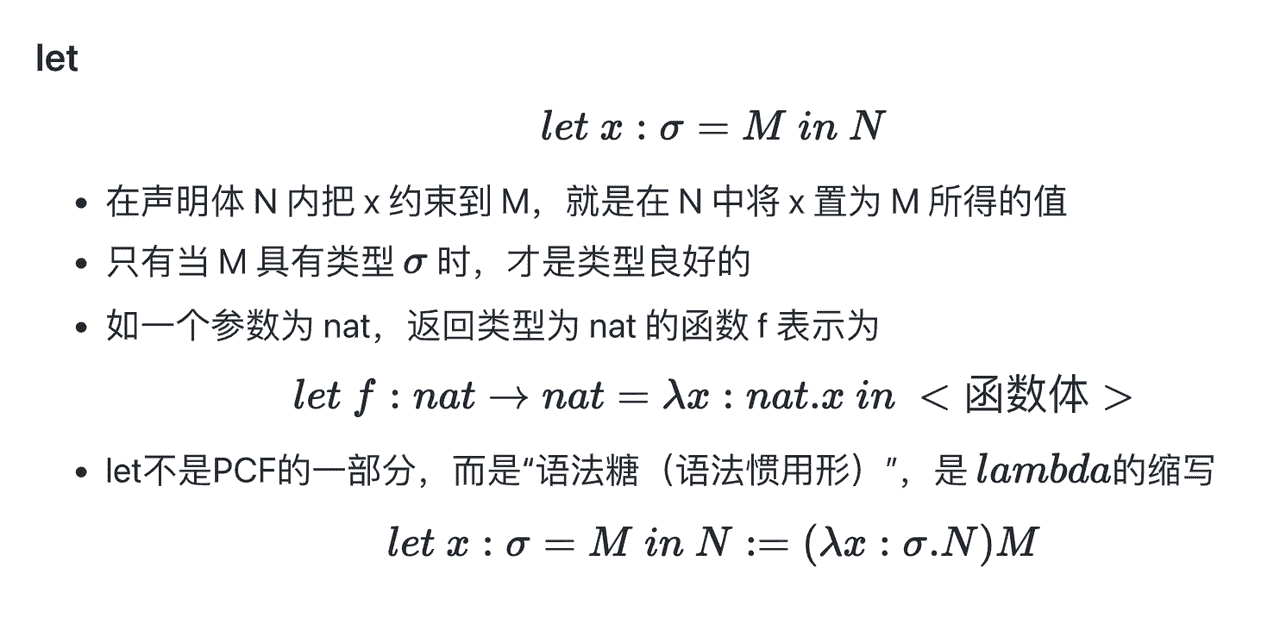 let
let x : σ = M in N
• 在声明体 N 内把 x 约束到 M，就是在 N 中将 x 置为 M 所得的值
• 只有当 M 具有类型 σ 时，才是类型良好的
• 如一个参数为 nat，返回类型为 nat 的函数 f 表示为
let f : nat → nat = λx : nat.x in < 函数体 >
• let不是PCF的一部分，而是“语法糖（语法惯用形）”，是 lambda的缩写
let x : σ = M in N := (λx : σ.N)M